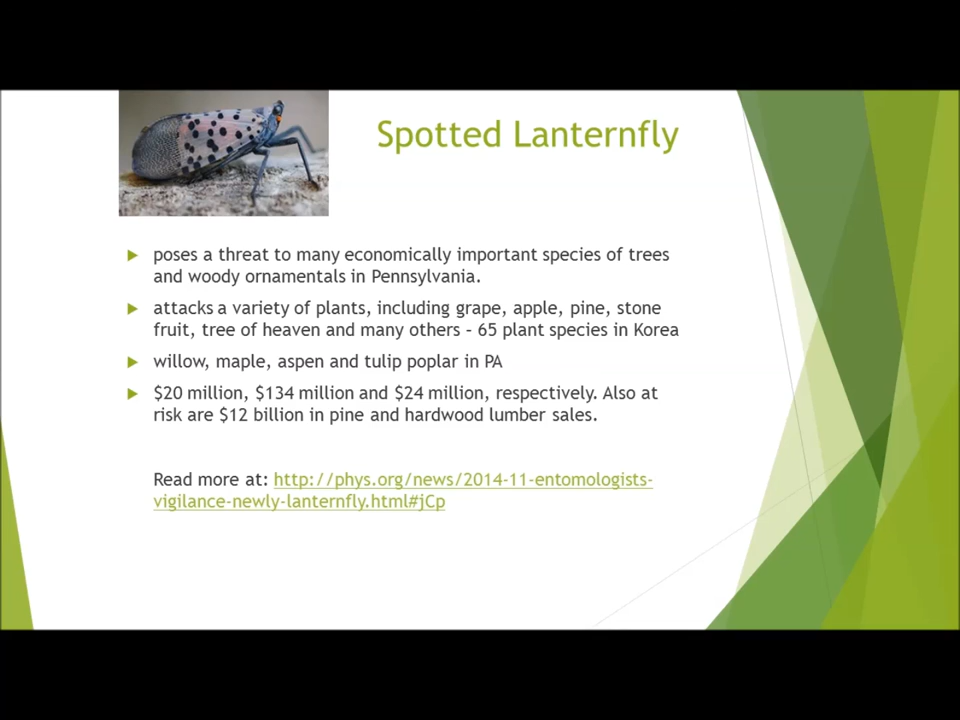 Spotted Lanternfly
poses a threat to many economically important species of trees
and woody ornamentals in Pennsylvania.
attacks a variety of plants, including grape, apple, pine, stone
fruit, tree of heaven and many others – 65 plant species in Korea
willow, maple, aspen and tulip poplar in PA
$20 million, $134 million and $24 million, respectively. Also at
risk are $12 billion in pine and hardwood lumber sales.
Read more at: http://phys.org/news/2014-11-entomologists-
vigilance-newly-lanternfly.html#jCp